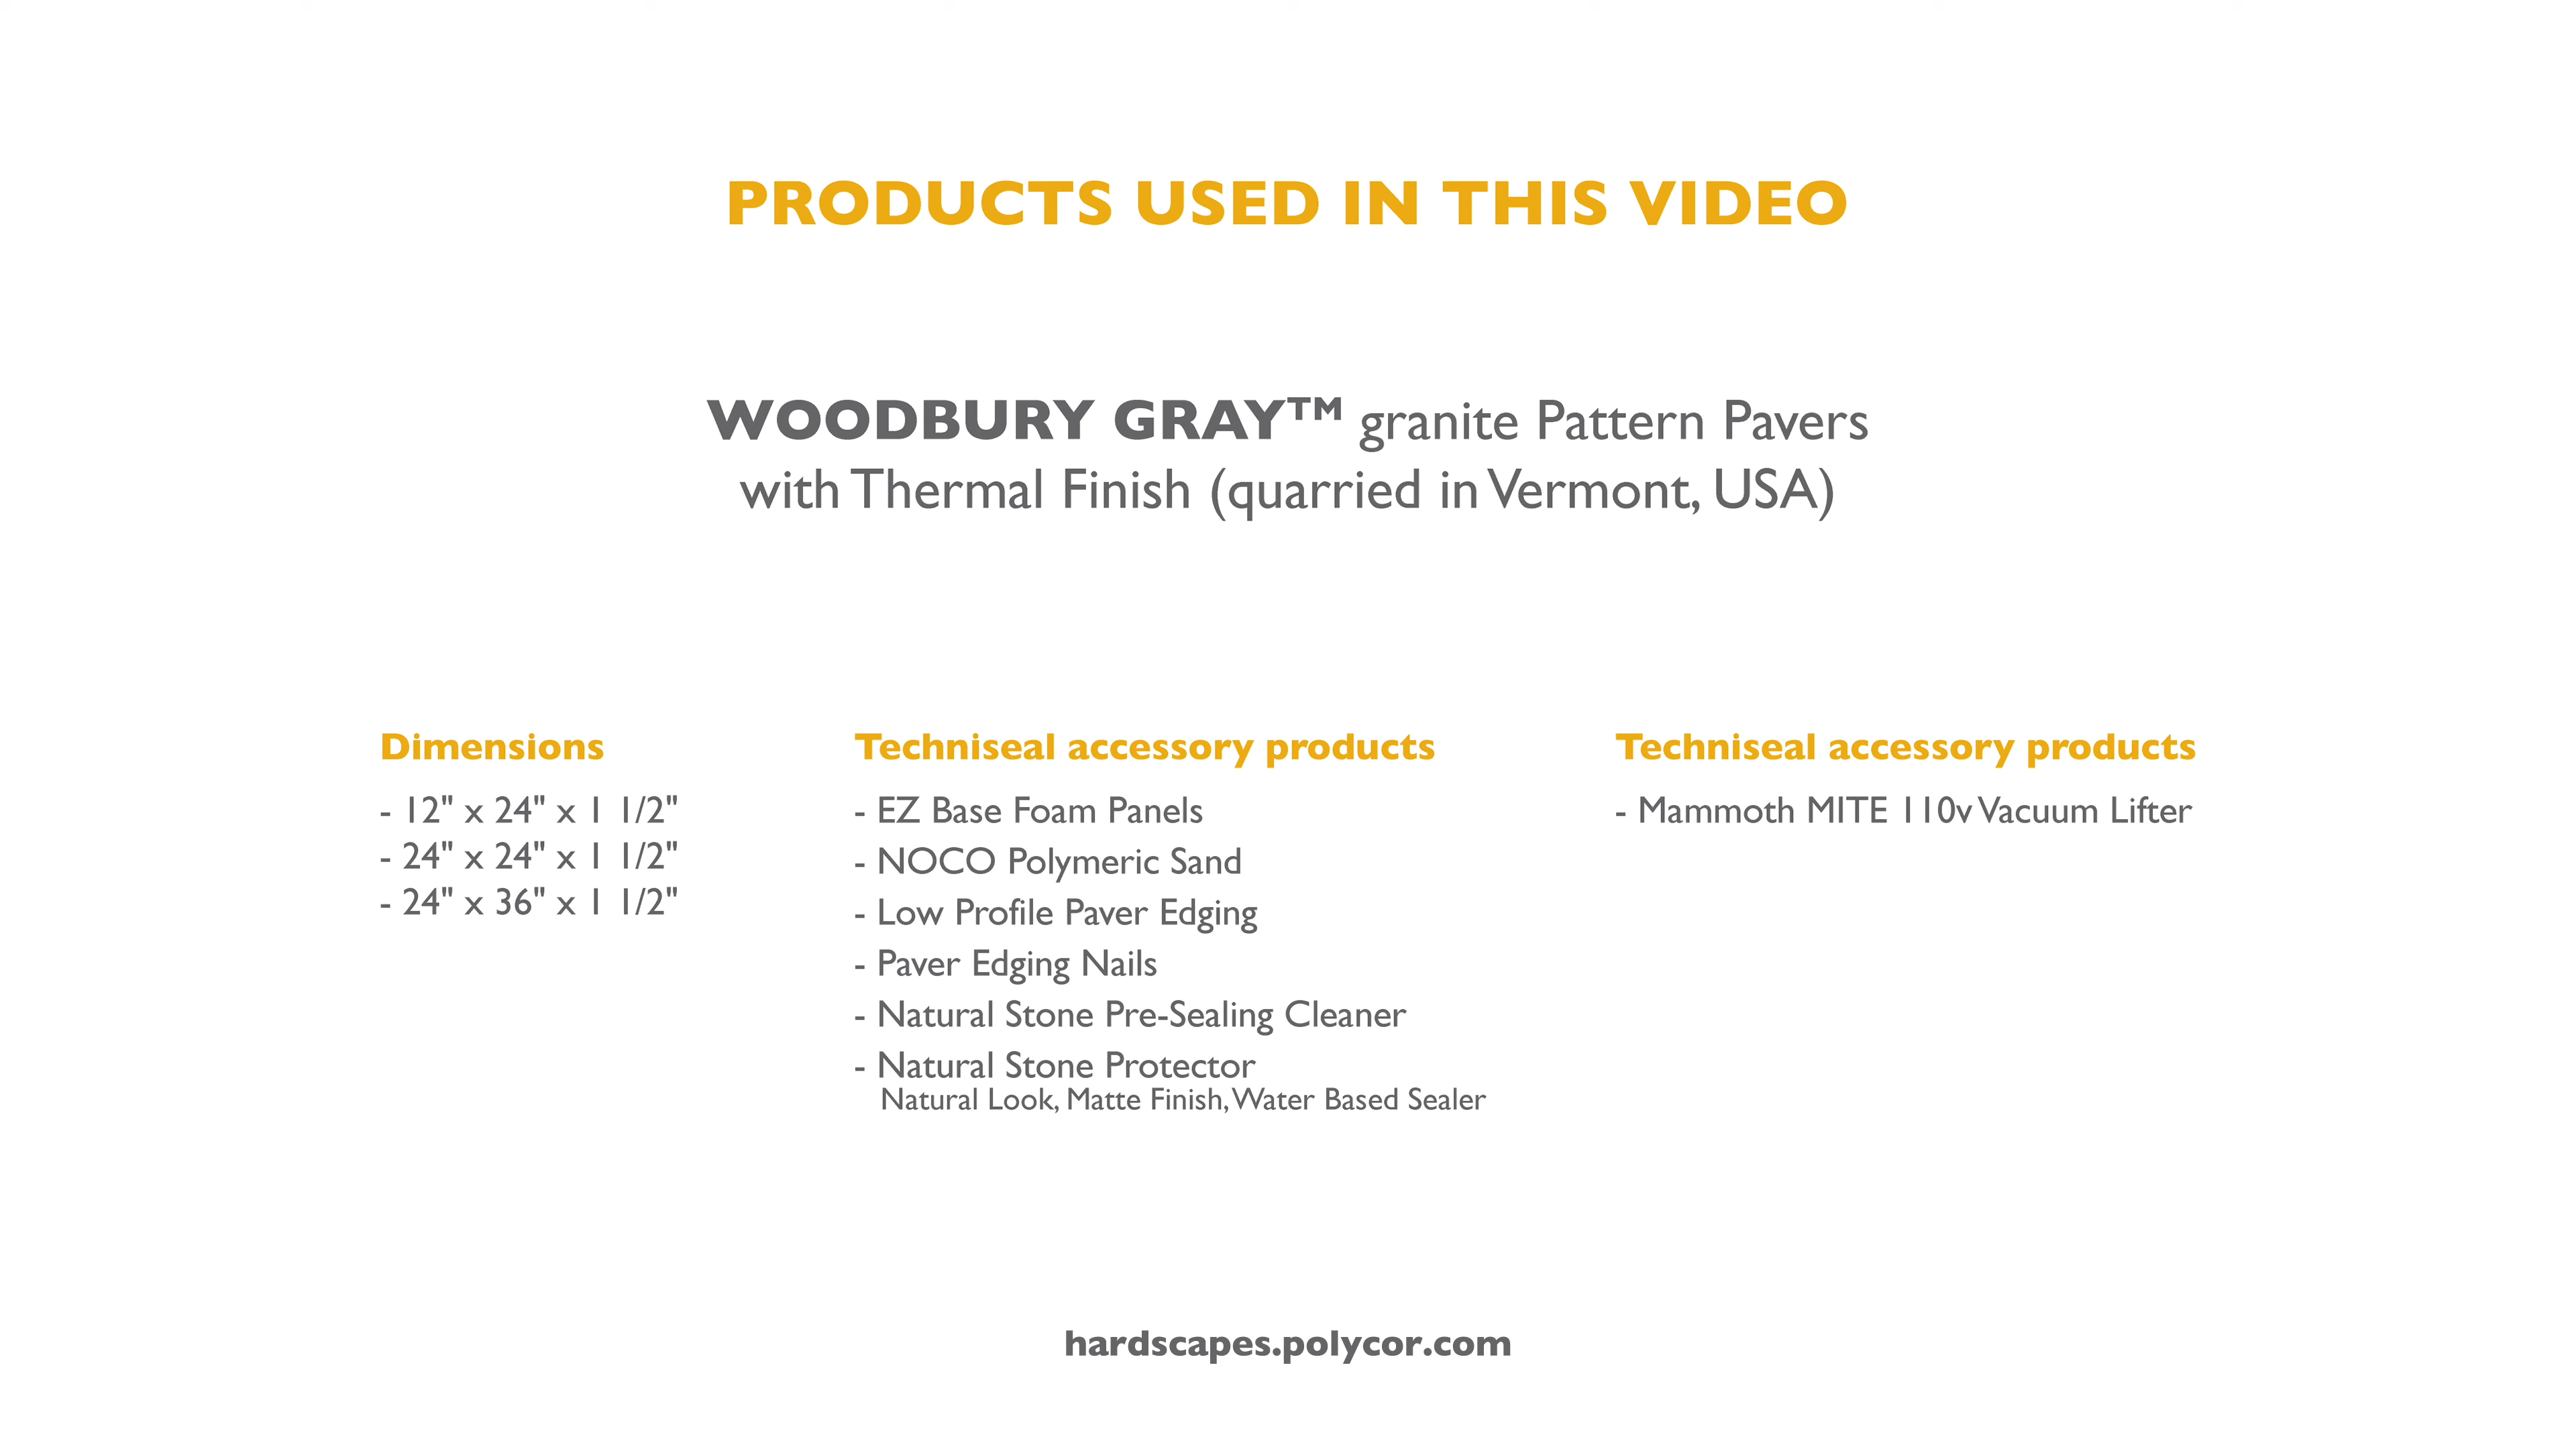 PRODUCTS USED IN THIS VIDEO
WOODBURY GRAY™ granite Pattern Pavers
with Thermal Finish (quarried in Vermont, USA)
Dimensions
- 12" x 24" x 1 1/2"
- 24" x 24" x 1 1/2"
- 24" x 36" x 1 1/2"
Techniseal accessory products
- EZ Base Foam Panels
- NOCO Polymeric Sand
- Low Profile Paver Edging
- Paver Edging Nails
- Natural Stone Pre-Sealing Cleaner
- Natural Stone Protector
Natural Look, Matte Finish, Water Based Sealer
Techniseal accessory products
- Mammoth MITE 110v Vacuum Lifter
hardscapes.polycor.com